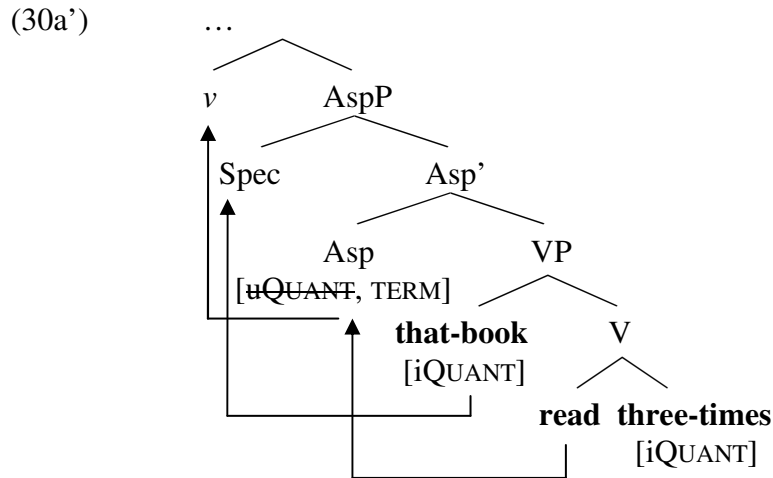 (30a’) …
v AspP
Spec Asp’
Asp VP
[uQUANT, TERM]
that-book V
[iQUANT]
read three-times
[iQUANT]